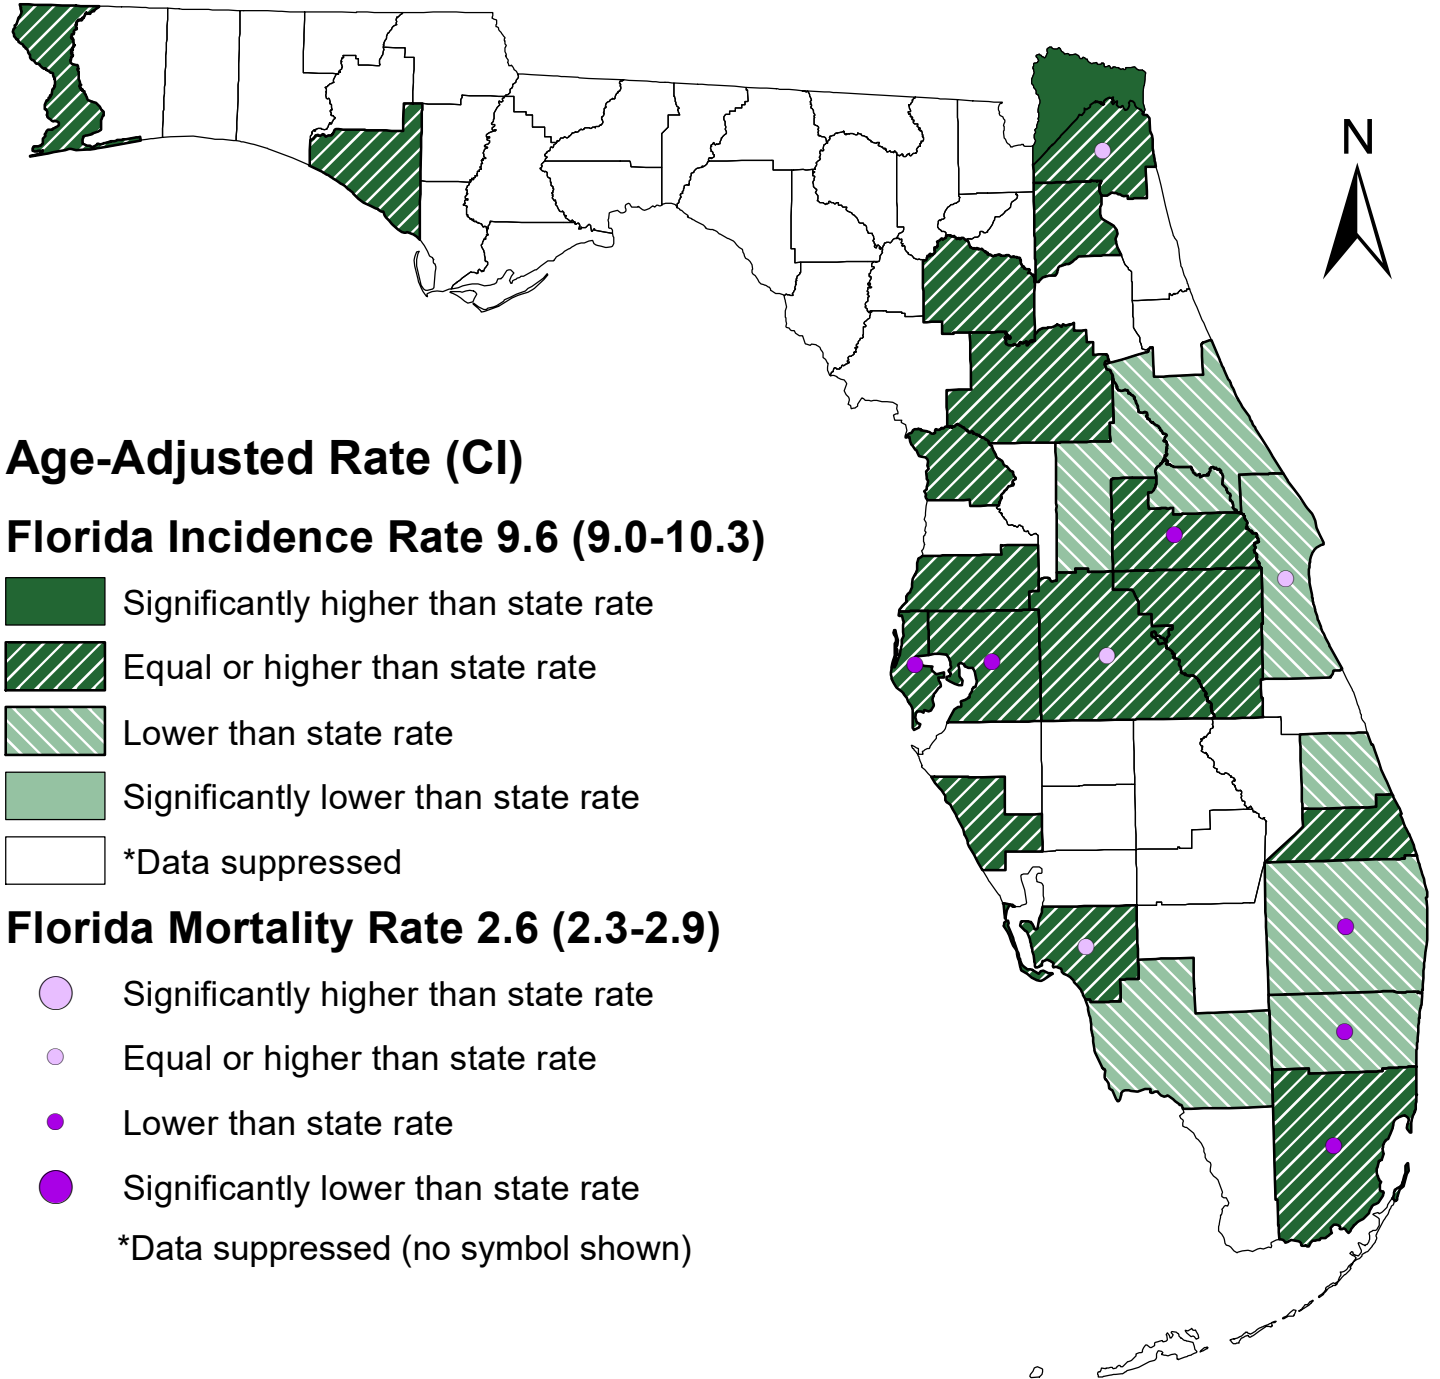 N
Age-Adjusted Rate (CI)
Florida Incidence Rate 9.6 (9.0-10.3)
Significantly higher than state rate
Equal or higher than state rate
Lower than state rate
Significantly lower than state rate
*Data suppressed
Florida Mortality Rate 2.6 (2.3-2.9)
Significantly higher than state rate
Equal or higher than state rate
Lower than state rate
Significantly lower than state rate
*Data suppressed (no symbol shown)